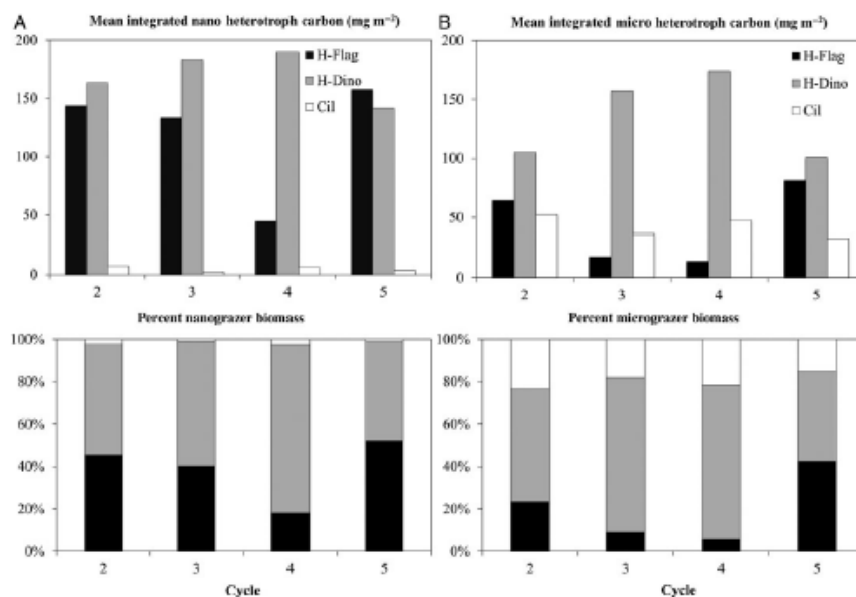 A
Mean integrated nano heterotroph carbon (mg m⁻²)
200
150
100
50
0
H-Flag
H-Dino
Cil
2 3 4 5
B
Mean integrated micro heterotroph carbon (mg m⁻²)
200
150
100
50
0
H-Flag
H-Dino
Cil
2 3 4 5
Percent nanograzer biomass
100%
80%
60%
40%
20%
0%
2 3 4 5
Cycle
Percent micrograzer biomass
100%
80%
60%
40%
20%
0%
2 3 4 5
Cycle